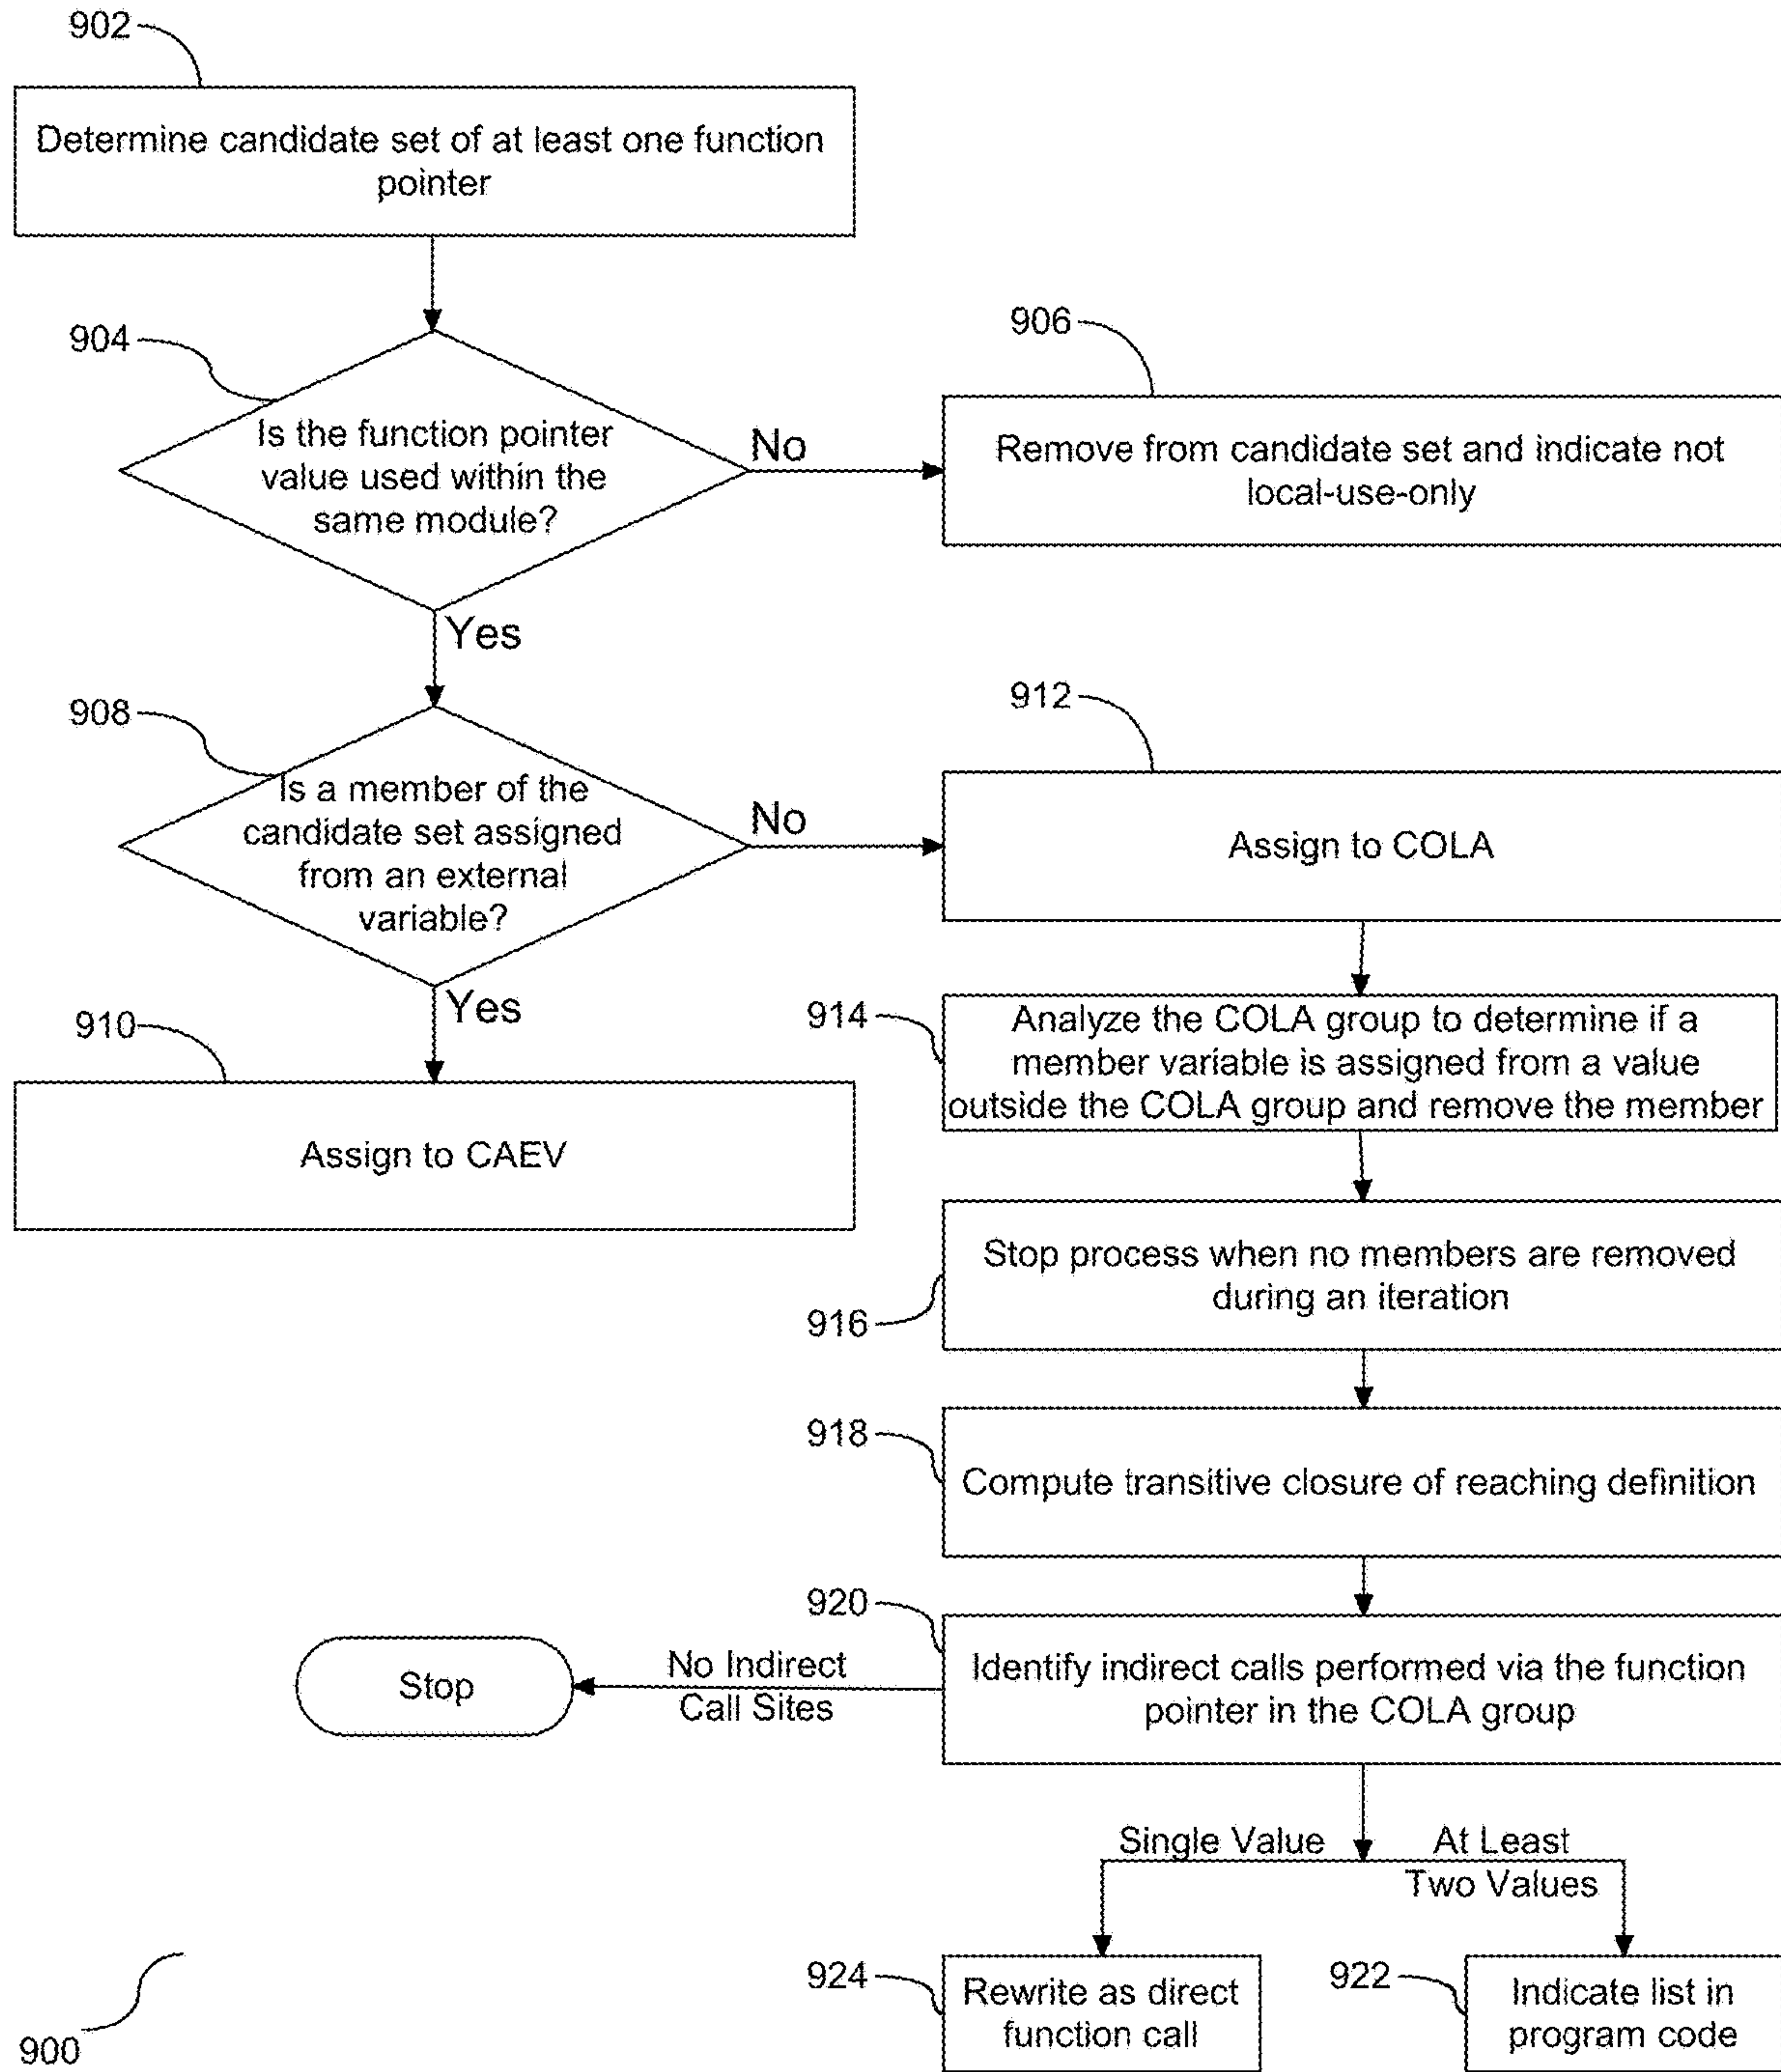 902
Determine candidate set of at least one function
pointer
904
Is the function pointer
value used within the
same module?
No
906
Remove from candidate set and indicate not
local-use-only
Yes
908
Is a member of the
candidate set assigned
from an external
variable?
No
912
Assign to COLA
Yes
910
Assign to CAEV
914
Analyze the COLA group to determine if a
member variable is assigned from a value
outside the COLA group and remove the member
916
Stop process when no members are removed
during an iteration
918
Compute transitive closure of reaching definition
920
Identify indirect calls performed via the function
pointer in the COLA group
No Indirect
Call Sites
Stop
Single Value
At Least
Two Values
924
Rewrite as direct
function call
922
Indicate list in
program code
900